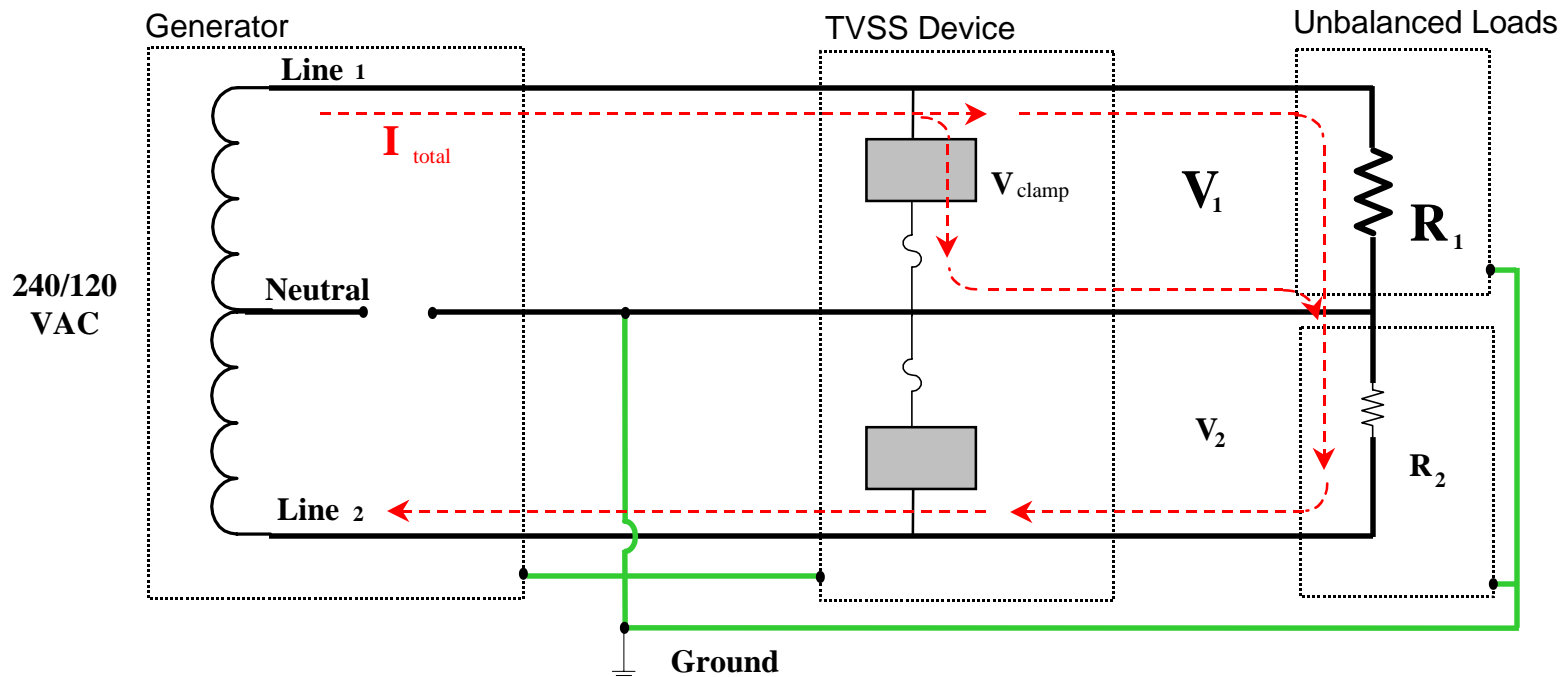 Generator
TVSS Device
Unbalanced Loads
Line 1
I total
V clamp
V1
R1
240/120
VAC
Neutral
V2
R2
Line 2
Ground